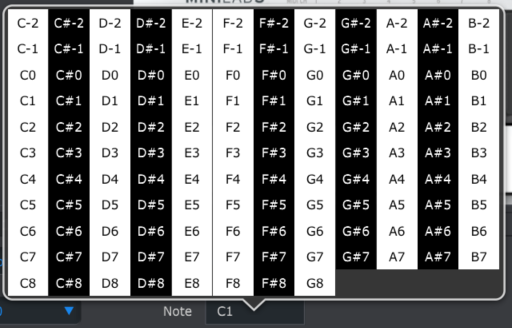 C-2 C#-2 D-2 D#-2 E-2 F-2 F#-2 G-2 G#-2 A-2 A#-2 B-2
C-1 C#-1 D-1 D#-1 E-1 F-1 F#-1 G-1 G#-1 A-1 A#-1 B-1
C0 C#0 D0 D#0 E0 F0 F#0 G0 G#0 A0 A#0 B0
C1 C#1 D1 D#1 E1 F1 F#1 G1 G#1 A1 A#1 B1
C2 C#2 D2 D#2 E2 F2 F#2 G2 G#2 A2 A#2 B2
C3 C#3 D3 D#3 E3 F3 F#3 G3 G#3 A3 A#3 B3
C4 C#4 D4 D#4 E4 F4 F#4 G4 G#4 A4 A#4 B4
C5 C#5 D5 D#5 E5 F5 F#5 G5 G#5 A5 A#5 B5
C6 C#6 D6 D#6 E6 F6 F#6 G6 G#6 A6 A#6 B6
C7 C#7 D7 D#7 E7 F7 F#7 G7 G#7 A7 A#7 B7
C8 C#8 D8 D#8 E8 F8 F#8 G8
Note C1